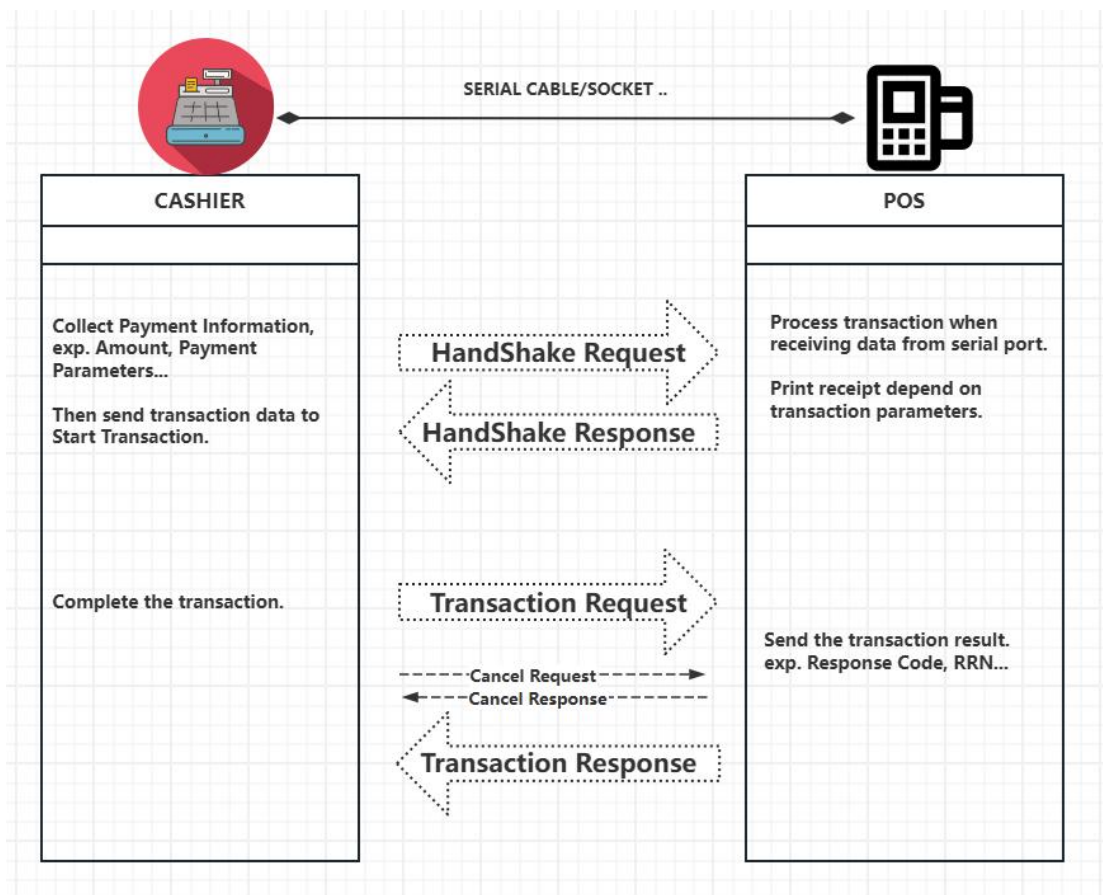 SERIAL CABLE/SOCKET ..
CASHIER
POS
Collect Payment Information,
exp. Amount, Payment
Parameters...
Then send transaction data to
Start Transaction.
HandShake Request
HandShake Response
Process transaction when
receiving data from serial port.
Print receipt depend on
transaction parameters.
Complete the transaction.
Transaction Request
Send the transaction result.
exp. Response Code, RRN...
Cancel Request
Cancel Response
Transaction Response